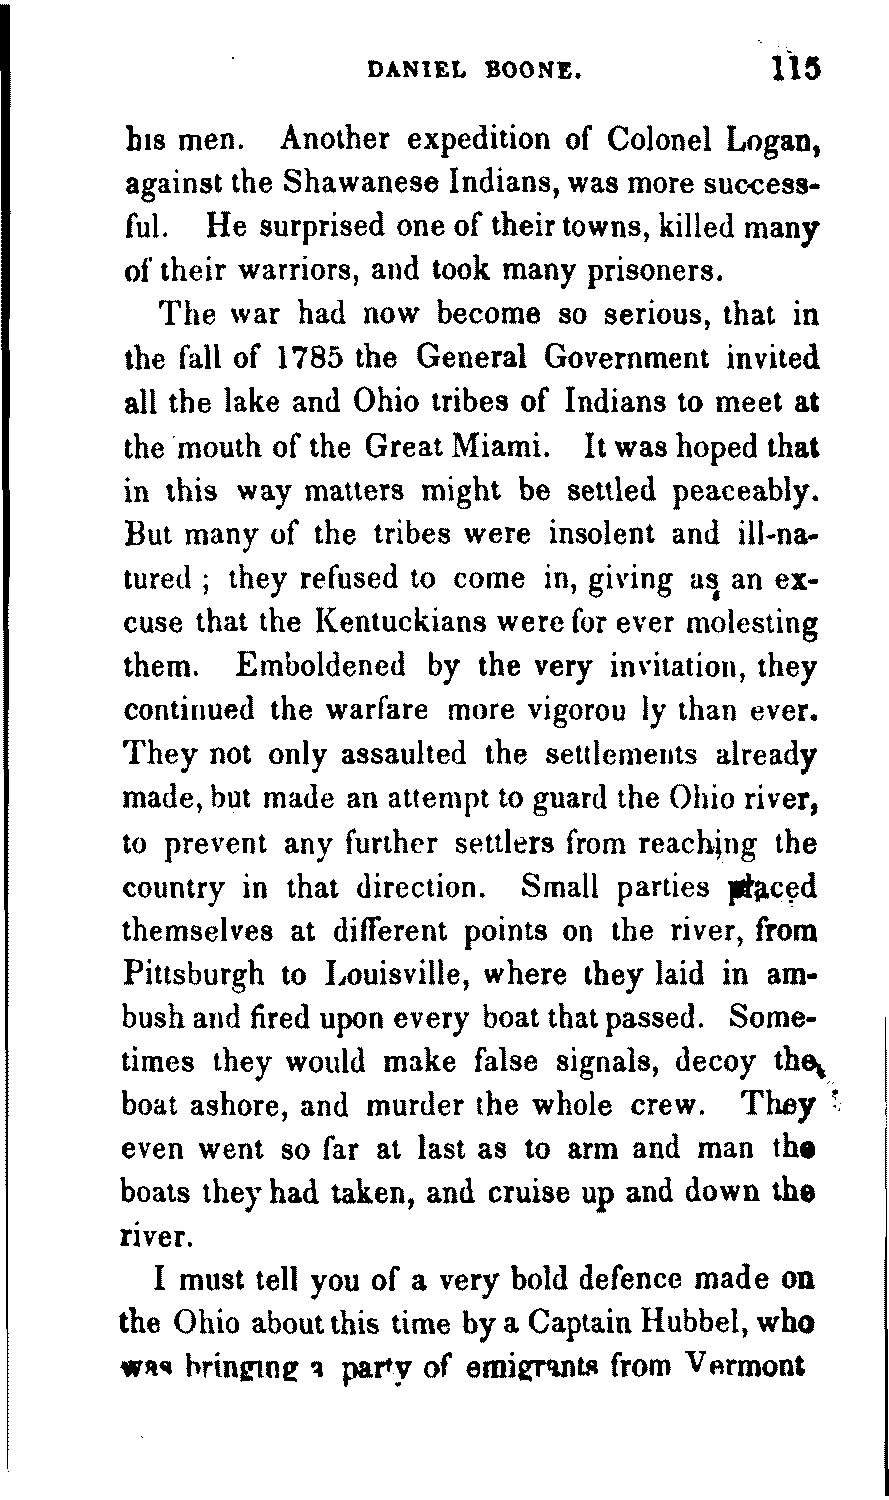 DANIEL BOONE. 115
his men. Another expedition of Colonel Logan,
against the Shawanese Indians, was more success-
ful. He surprised one of their towns, killed many
of their warriors, and took many prisoners.
The war had now become so serious, that in
the fall of 1785 the General Government invited
all the lake and Ohio tribes of Indians to meet at
the mouth of the Great Miami. It was hoped that
in this way matters might be settled peaceably.
But many of the tribes were insolent and ill-na-
tured ; they refused to come in, giving as an ex-
cuse that the Kentuckians were for ever molesting
them. Emboldened by the very invitation, they
continued the warfare more vigorou ly than ever.
They not only assaulted the settlements already
made, but made an attempt to guard the Ohio river,
to prevent any further settlers from reaching the
country in that direction. Small parties placed
themselves at different points on the river, from
Pittsburgh to Louisville, where they laid in am-
bush and fired upon every boat that passed. Some-
times they would make false signals, decoy the
boat ashore, and murder the whole crew. They
even went so far at last as to arm and man the
boats they had taken, and cruise up and down the
river.
I must tell you of a very bold defence made on
the Ohio about this time by a Captain Hubbel, who
was bringing a party of emigrants from Vermont